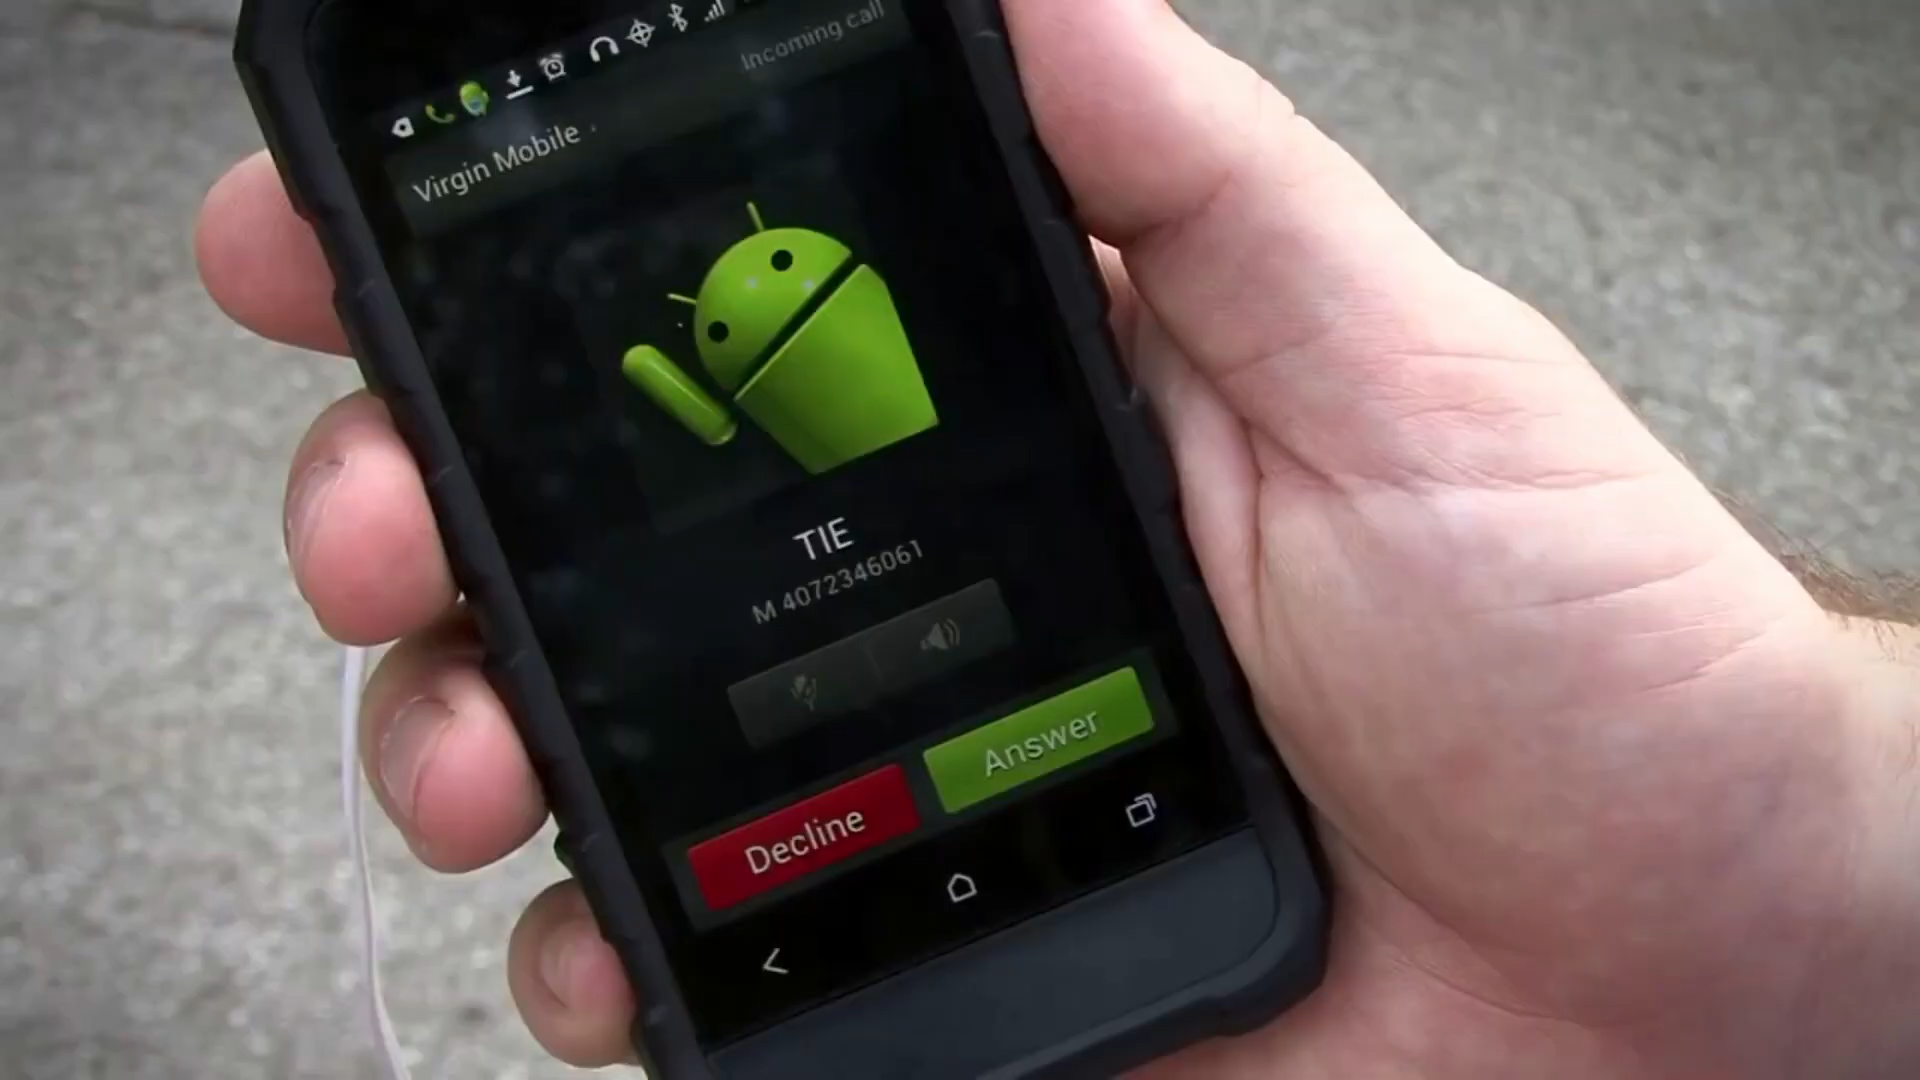 Incoming call
Virgin Mobile
TIE
M 4072346061
Answer
Decline